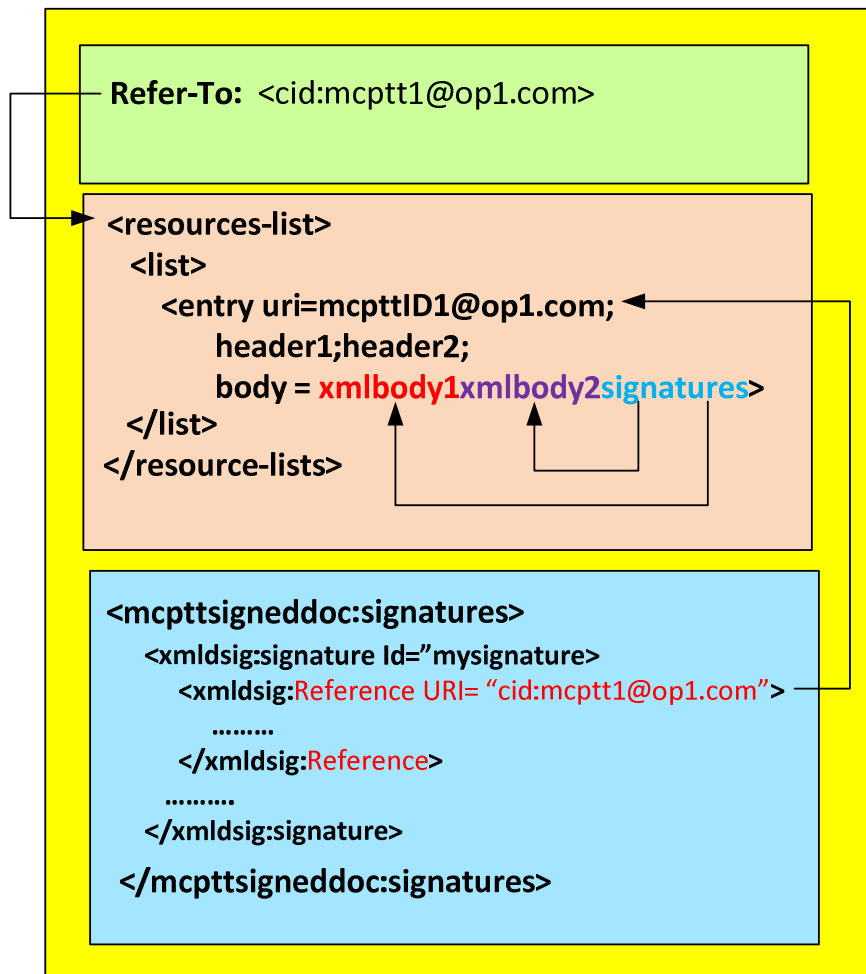 Refer-To: <cid:mcptt1@op1.com>
<resources-list>
<list>
<entry uri=mcpttID1@op1.com;
header1;header2;
body = xmlbody1xmlbody2signatures>
</list>
</resource-lists>
<mcpttsigneddoc:signatures>
<xmldsig:signature Id=”mysignature>
<xmldsig:Reference URI= “cid:mcptt1@op1.com”>
………
</xmldsig:Reference>
……….
</xmldsig:signature>
</mcpttsigneddoc:signatures>